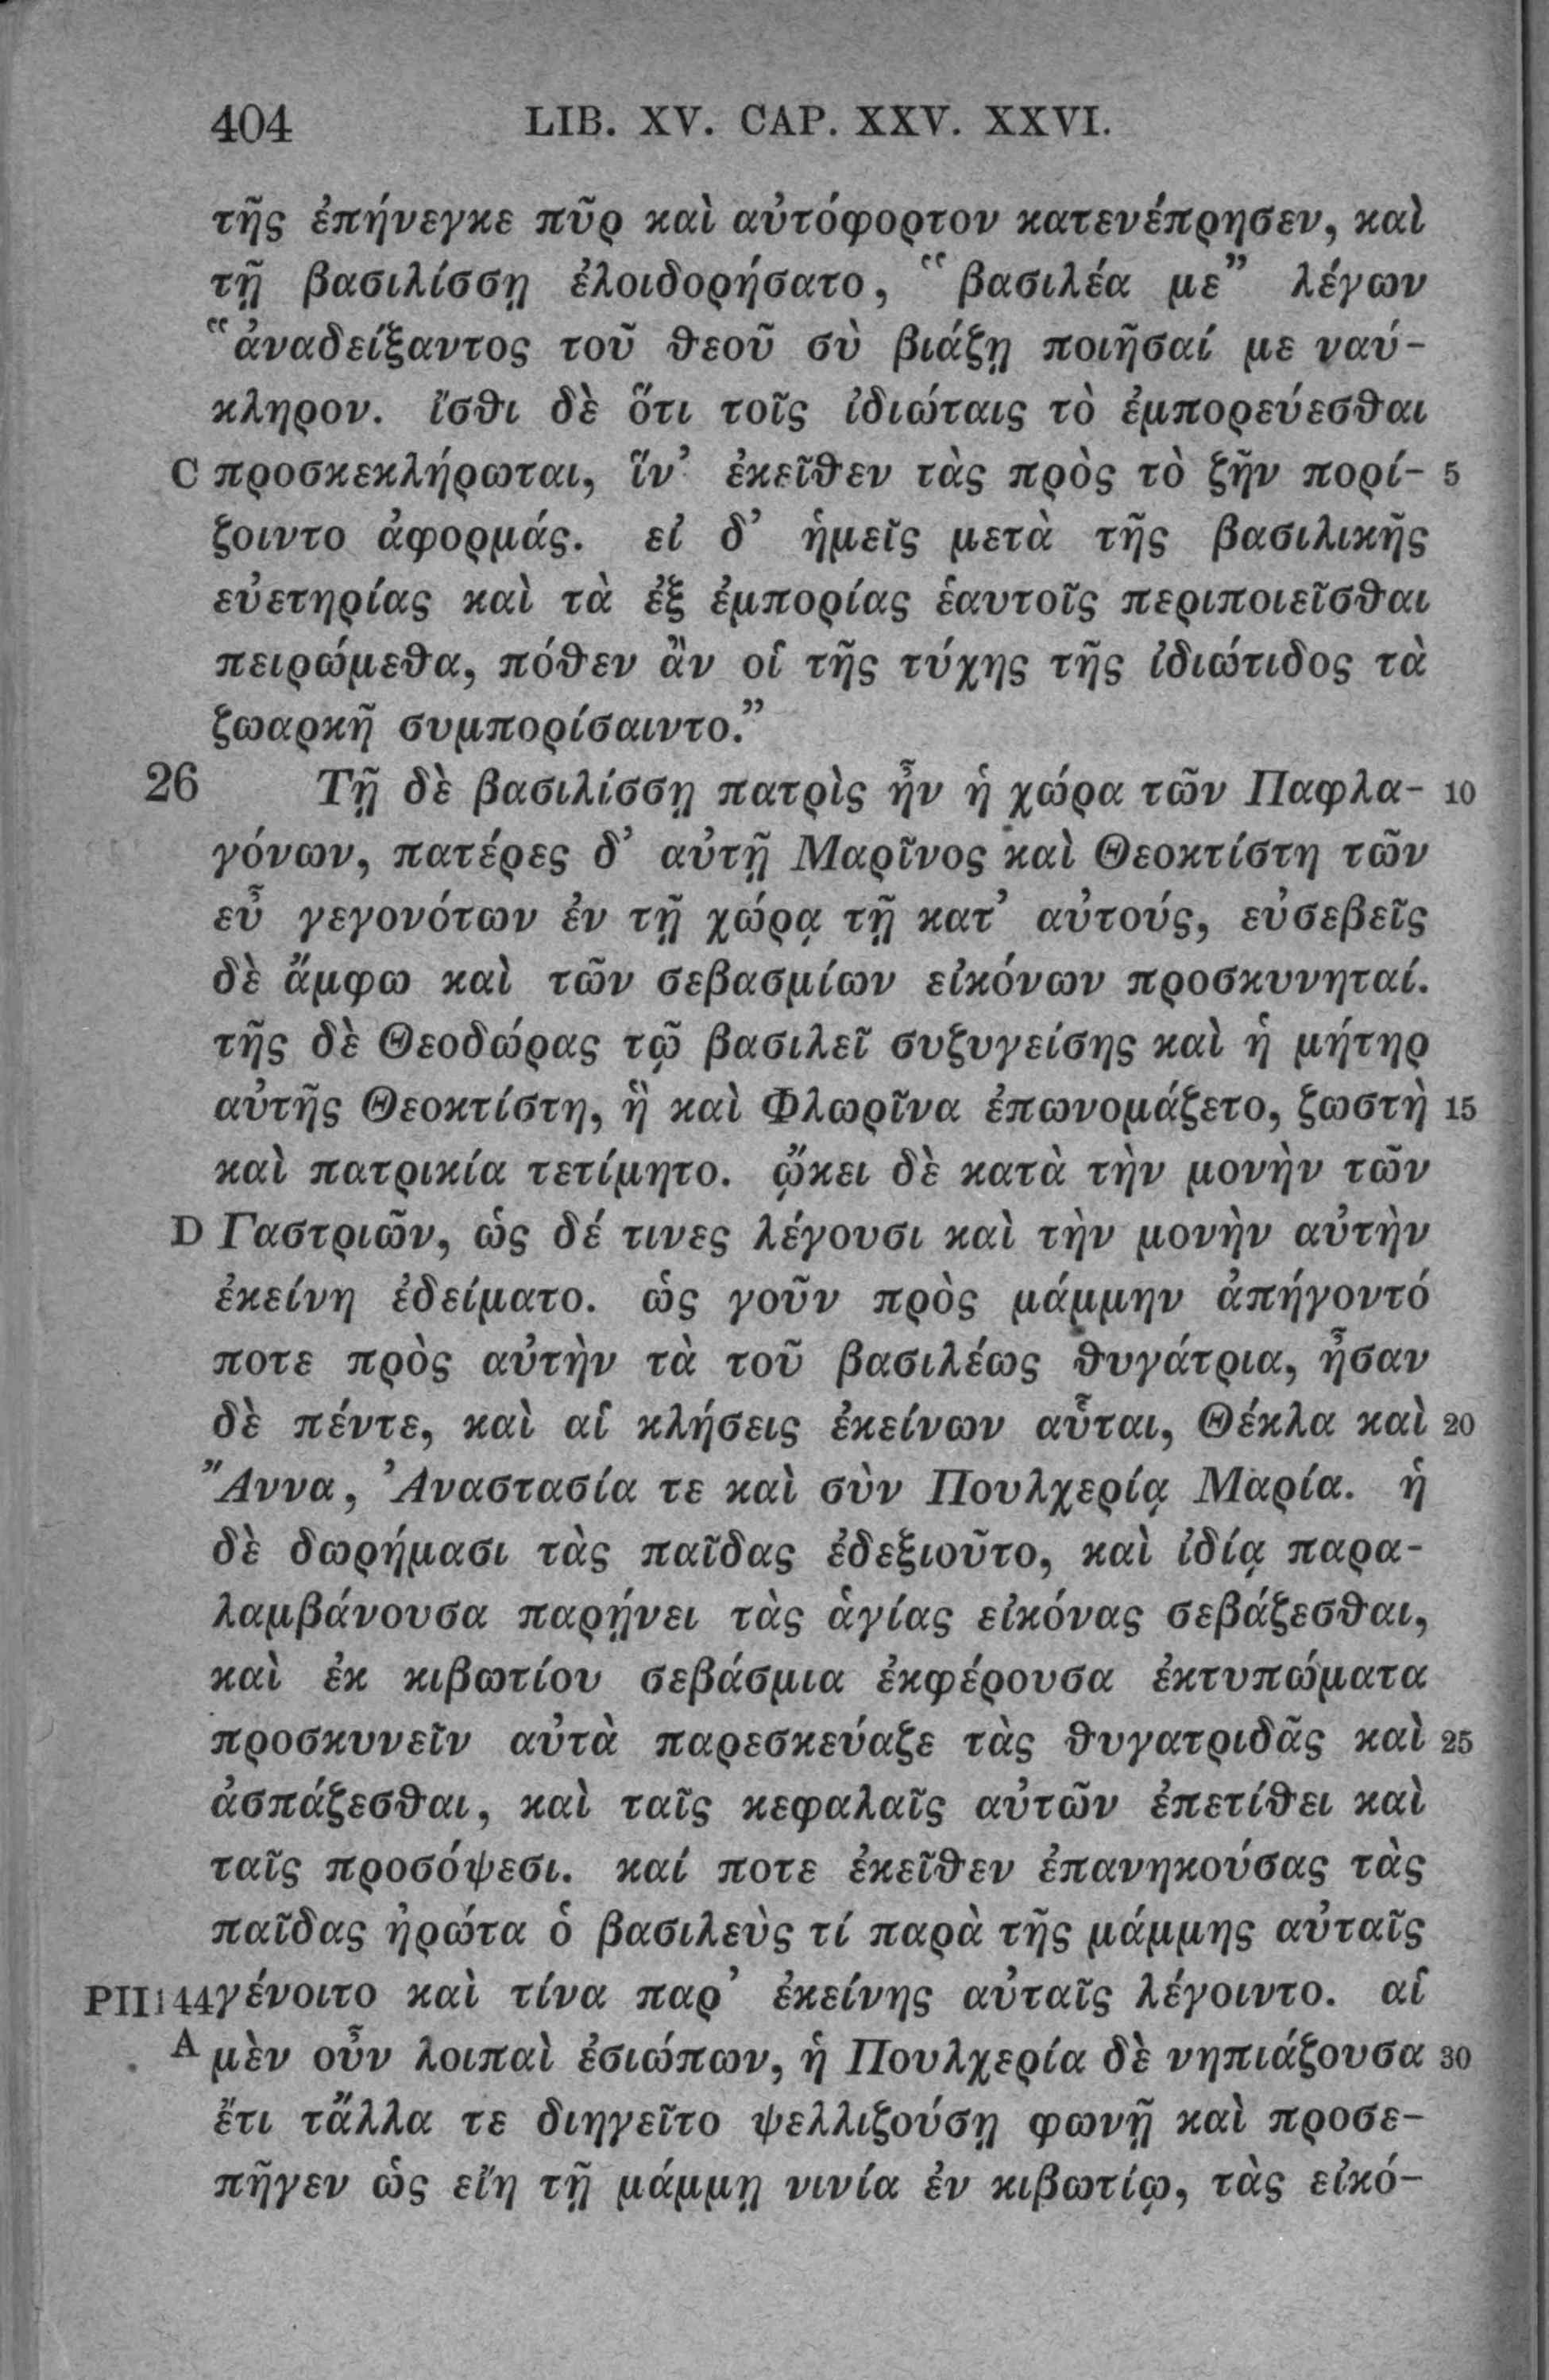 404 LIB. XV. CAP. XXV. XXVI.
τῆς ἐπήνεγκε πῦρ καὶ αὐτόφορτον κατενέπρησεν, καὶ
τῇ βασιλίσσῃ ἐλοιδορήσατο, “βασιλέα με” λέγων
“ἀναδείξαντος τοῦ θεοῦ σὺ βιάζῃ ποιῆσαί με ναύ-
κληρον. ἴσθι δὲ ὅτι τοῖς ἰδιώταις τὸ ἐμπορεύεσθαι
C προσκεκλήρωται, ἵν’ ἐκεῖθεν τὰς πρὸς τὸ ζῆν πορί- 5
ζοιντο ἀφορμάς. εἰ δ’ ἡμεῖς μετὰ τῆς βασιλικῆς
εὐετηρίας καὶ τὰ ἐξ ἐμπορίας ἑαυτοῖς περιποιεῖσθαι
πειρώμεθα, πόθεν ἂν οἱ τῆς τύχης τῆς ἰδιώτιδος τὰ
ζωαρκῆ συμπορίσαιντο.”
26 Τῇ δὲ βασιλίσσῃ πατρὶς ἦν ἡ χώρα τῶν Παφλα- 10
γόνων, πατέρες δ’ αὐτῇ Μαρῖνος καὶ Θεοκτίστη τῶν
εὖ γεγονότων ἐν τῇ χώρᾳ τῇ κατ’ αὐτούς, εὐσεβεῖς
δὲ ἄμφω καὶ τῶν σεβασμίων εἰκόνων προσκυνηταί.
τῆς δὲ Θεοδώρας τῷ βασιλεῖ συζυγείσης καὶ ἡ μήτηρ
αὐτῆς Θεοκτίστη, ἣ καὶ Φλωρῖνα ἐπωνομάζετο, ζωστὴ 15
καὶ πατρικία τετίμητο. ᾤκει δὲ κατὰ τὴν μονὴν τῶν
D Γαστριῶν, ὡς δέ τινες λέγουσι καὶ τὴν μονὴν αὐτὴν
ἐκείνη ἐδείματο. ὡς γοῦν πρὸς μάμμην ἀπήγοντό
ποτε πρὸς αὐτὴν τὰ τοῦ βασιλέως θυγάτρια, ἦσαν
δὲ πέντε, καὶ αἱ κλήσεις ἐκείνων αὗται, Θέκλα καὶ 20
Ἄννα, Ἀναστασία τε καὶ σὺν Πουλχερίᾳ Μαρία. ἡ
δὲ δωρήμασι τὰς παῖδας ἐδεξιοῦτο, καὶ ἰδίᾳ παρα-
λαμβάνουσα παρῄνει τὰς ἁγίας εἰκόνας σεβάζεσθαι,
καὶ ἐκ κιβωτίου σεβάσμια ἐκφέρουσα ἐκτυπώματα
προσκυνεῖν αὐτὰ παρεσκεύαζε τὰς θυγατριδᾶς καὶ 25
ἀσπάζεσθαι, καὶ ταῖς κεφαλαῖς αὐτῶν ἐπετίθει καὶ
ταῖς προσόψεσι. καί ποτε ἐκεῖθεν ἐπανηκούσας τὰς
παῖδας ἠρώτα ὁ βασιλεὺς τί παρὰ τῆς μάμμης αὐταῖς
PII144 γένοιτο καὶ τίνα παρ’ ἐκείνης αὐταῖς λέγοιντο. αἱ
A μὲν οὖν λοιπαὶ ἐσιώπων, ἡ Πουλχερία δὲ νηπιάζουσα 30
ἔτι τἄλλα τε διηγεῖτο ψελλιζούσῃ φωνῇ καὶ προσε-
πῆγεν ὡς εἴη τῇ μάμμῃ νινία ἐν κιβωτίῳ, τὰς εἰκό-